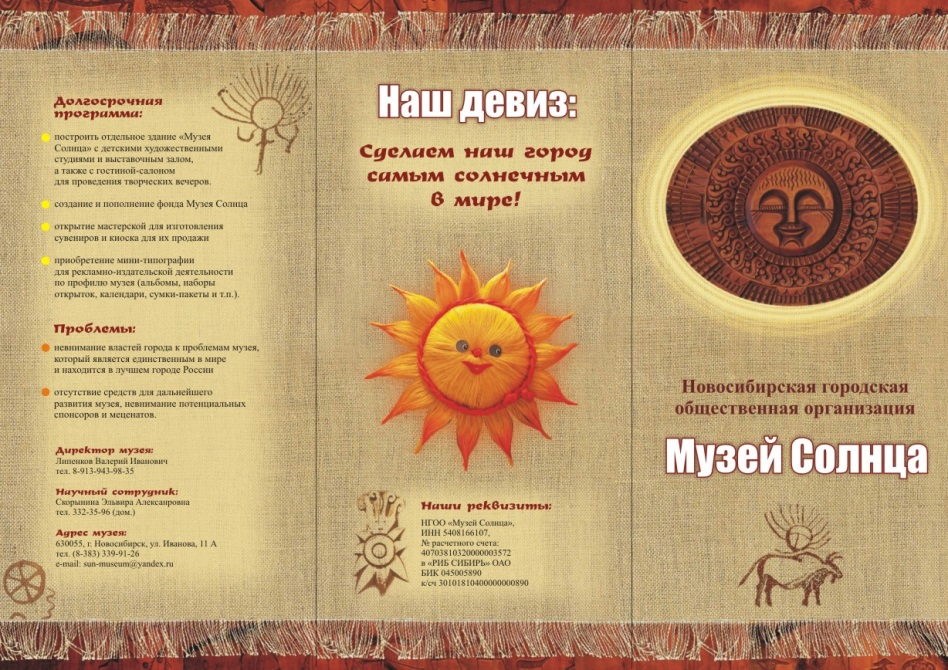 Долгосрочная
программа:
построить отдельное здание «Музея
Солнца» с детскими художественными
студиями и выставочным залом,
а также с гостиной-салоном
для проведения творческих вечеров.
создание и пополнение фонда Музея Солнца
открытие мастерской для изготовления
сувениров и киоска для их продажи
приобретение мини-типографии
для рекламно-издательской деятельности
по профилю музея (альбомы, наборы
открыток, календари, сумки-пакеты и т.п.).
Проблемы:
невнимание властей города к проблемам музея,
который является единственным в мире
и находится в лучшем городе России
отсутствие средств для дальнейшего
развития музея, невнимание потенциальных
спонсоров и меценатов.
Директор музея:
Липенков Валерий Иванович
тел. 8-913-943-98-35
Научный сотрудник:
Скорынина Эльвира Алексанровна
тел. 332-35-96 (дом.)
Адрес музея:
630055, г. Новосибирск, ул. Иванова, 11 А
тел. (8-383) 339-91-26
e-mail: sun-museum@yandex.ru
Наш девиз:
Сделаем наш город
самым солнечным
в мире!
Наши реквизиты:
НГОО «Музей Солнца»,
ИНН 5408166107,
№ расчетного счета:
40703810320000003572
в «РИБ СИБИРЬ» ОАО
БИК 045005890
к/сч 30101810400000000890
Новосибирская городская
общественная организация
Музей Солнца